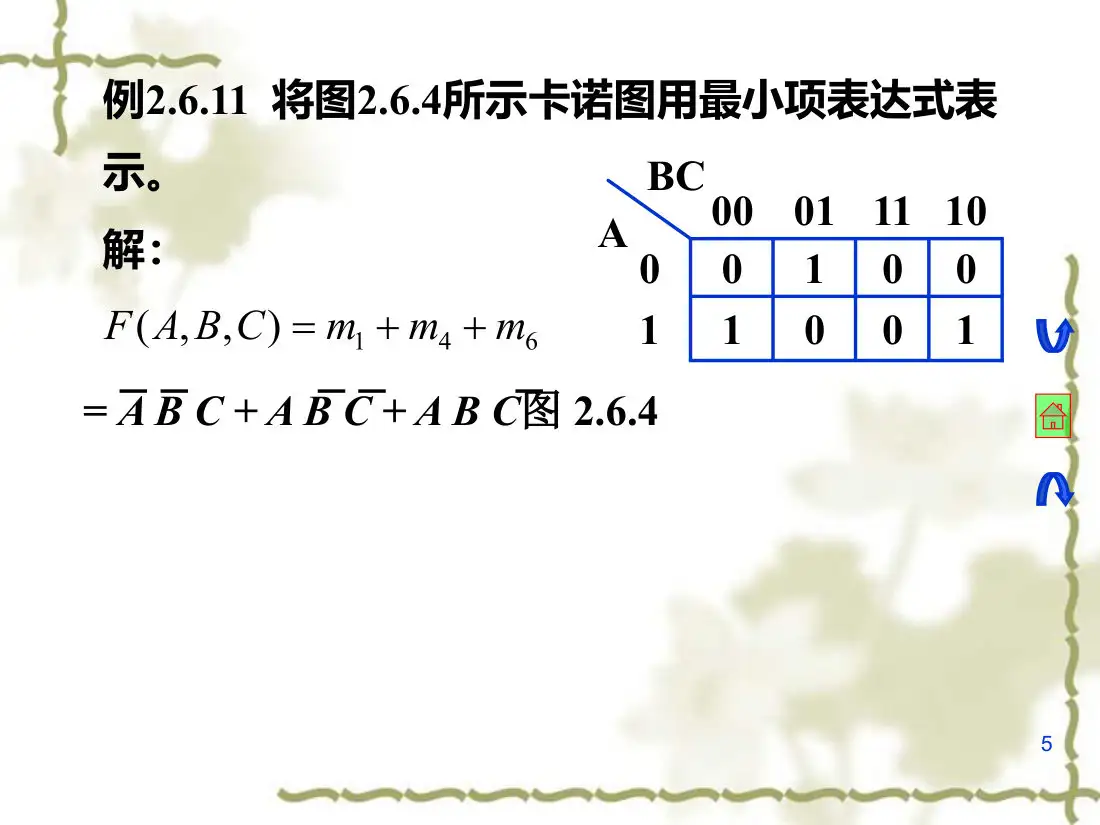 例2.6.11 将图2.6.4所示卡诺图用最小项表达式表
示。
解：
BC
A
00 01 11 10
0 0 1 0 0
1 1 0 0 1
F(A,B,C) = m₁ + m₄ + m₆
= A̅ B̅ C + A B̅ C̅ + A B C̅ 图 2.6.4
5